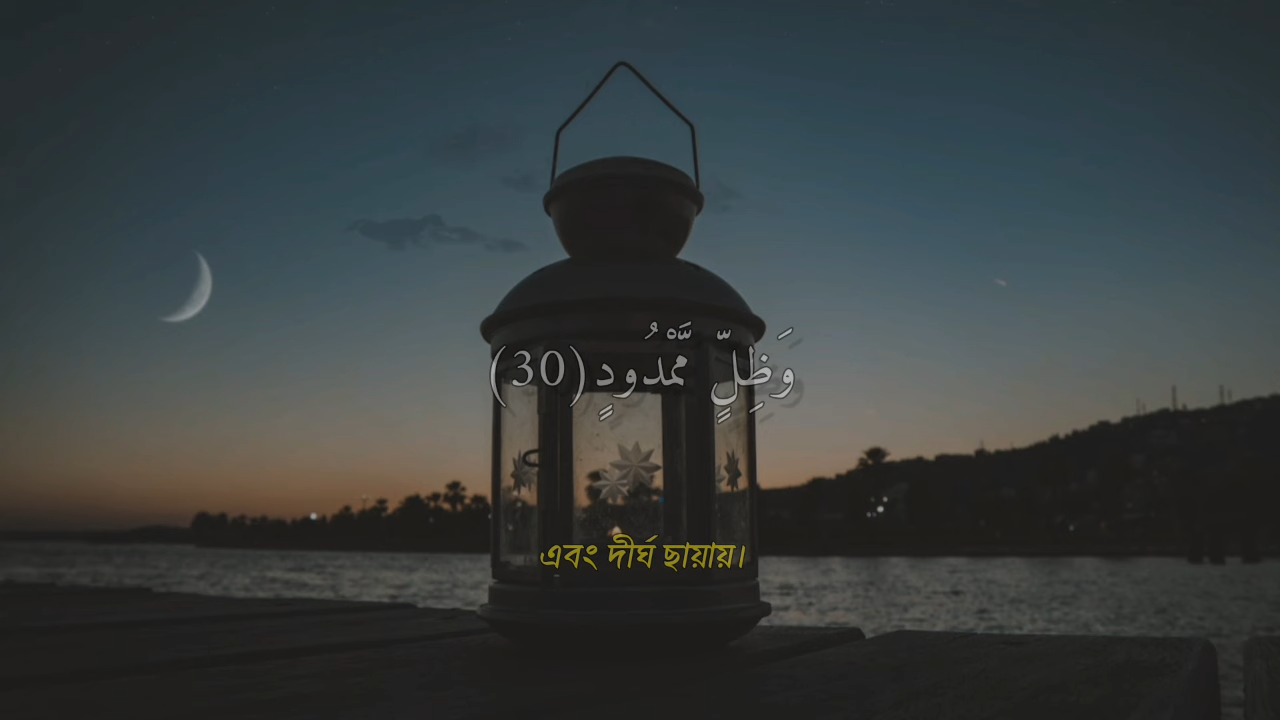 وَظِلٍّ مَّمْدُودٍ (30)
এবং দীর্ঘ ছায়ায়।